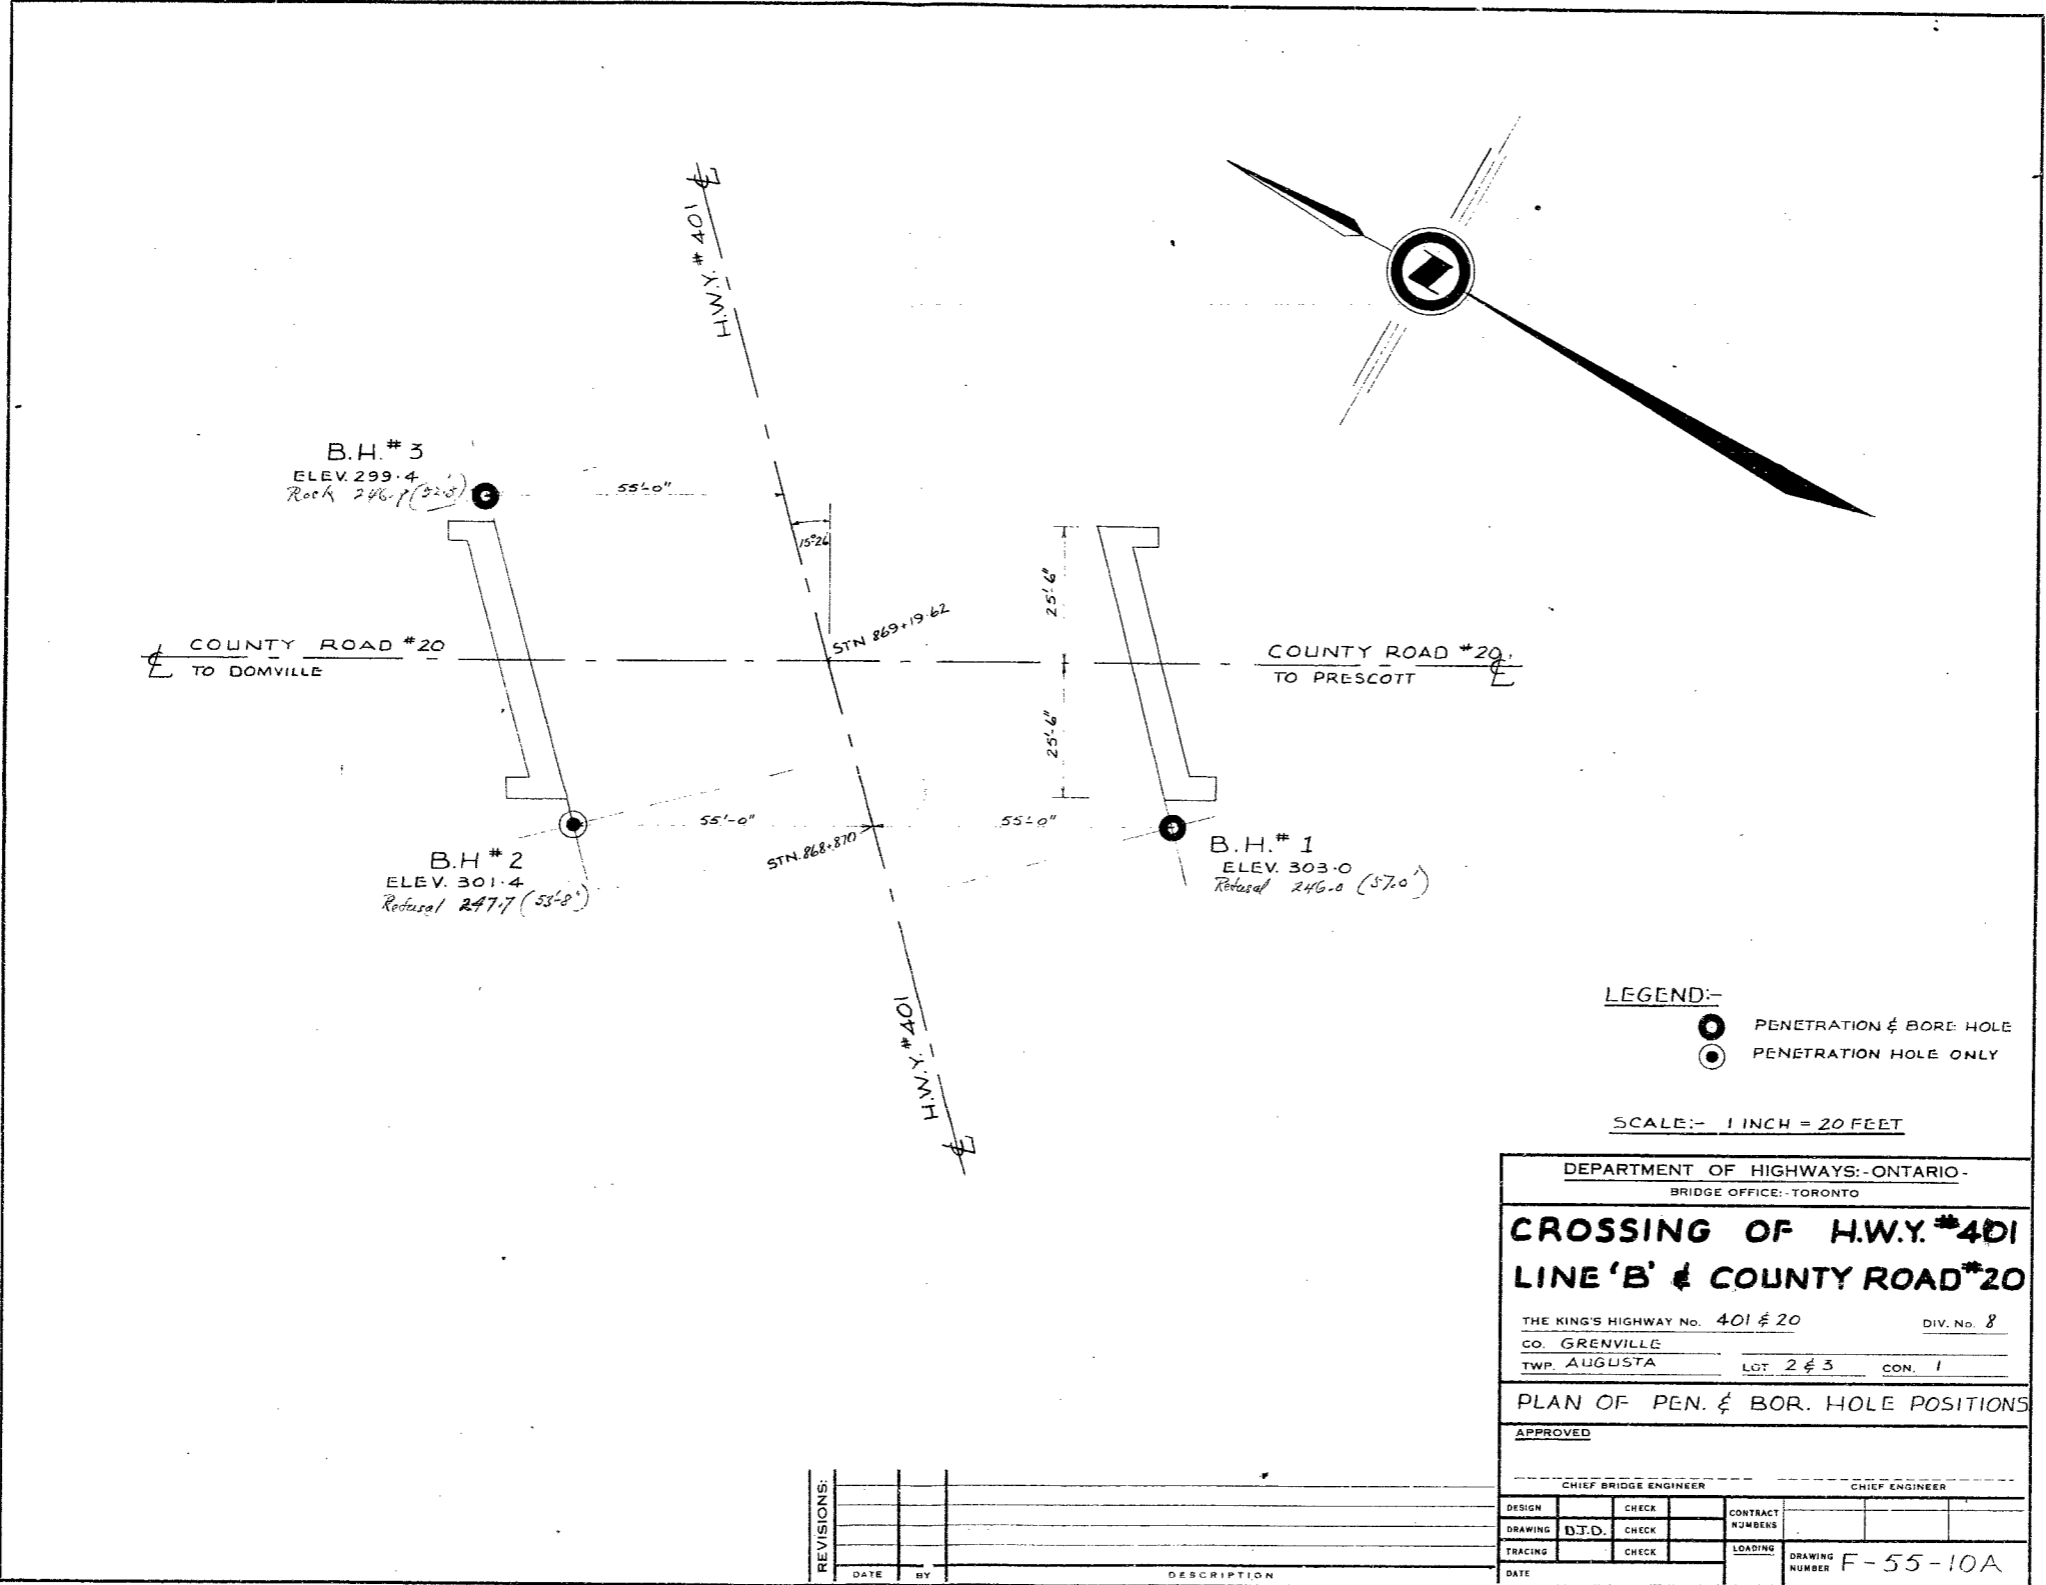 H.W.Y. #401 ℄
B.H. #3
ELEV. 299.4
Rock
55'-0"
15°26'
25'-6"
STN 869+19.62
COUNTY ROAD #20
℄ TO DOMVILLE
COUNTY ROAD #20 ℄
TO PRESCOTT
25'-6"
55'-0"
55'-0"
STN. 868+870
B.H #2
ELEV. 301.4
Refusal 247.7 (53'-8")
B.H. #1
ELEV. 303.0
Refusal 246.0 (57.0')
H.W.Y. #401 ℄
LEGEND:-
PENETRATION & BORE HOLE
PENETRATION HOLE ONLY
SCALE:- 1 INCH = 20 FEET
DEPARTMENT OF HIGHWAYS:-ONTARIO-
BRIDGE OFFICE:-TORONTO
CROSSING OF H.W.Y. #401
LINE 'B' & COUNTY ROAD #20
THE KING'S HIGHWAY No. 401 & 20 DIV. No. 8
CO. GRENVILLE
TWP. AUGUSTA LOT 2 & 3 CON. 1
PLAN OF PEN. & BOR. HOLE POSITIONS
APPROVED
CHIEF BRIDGE ENGINEER CHIEF ENGINEER
DESIGN CHECK CONTRACT NUMBERS
DRAWING D.J.D. CHECK
TRACING CHECK LOADING
DATE
DRAWING NUMBER F-55-10A
REVISIONS:
DATE BY DESCRIPTION